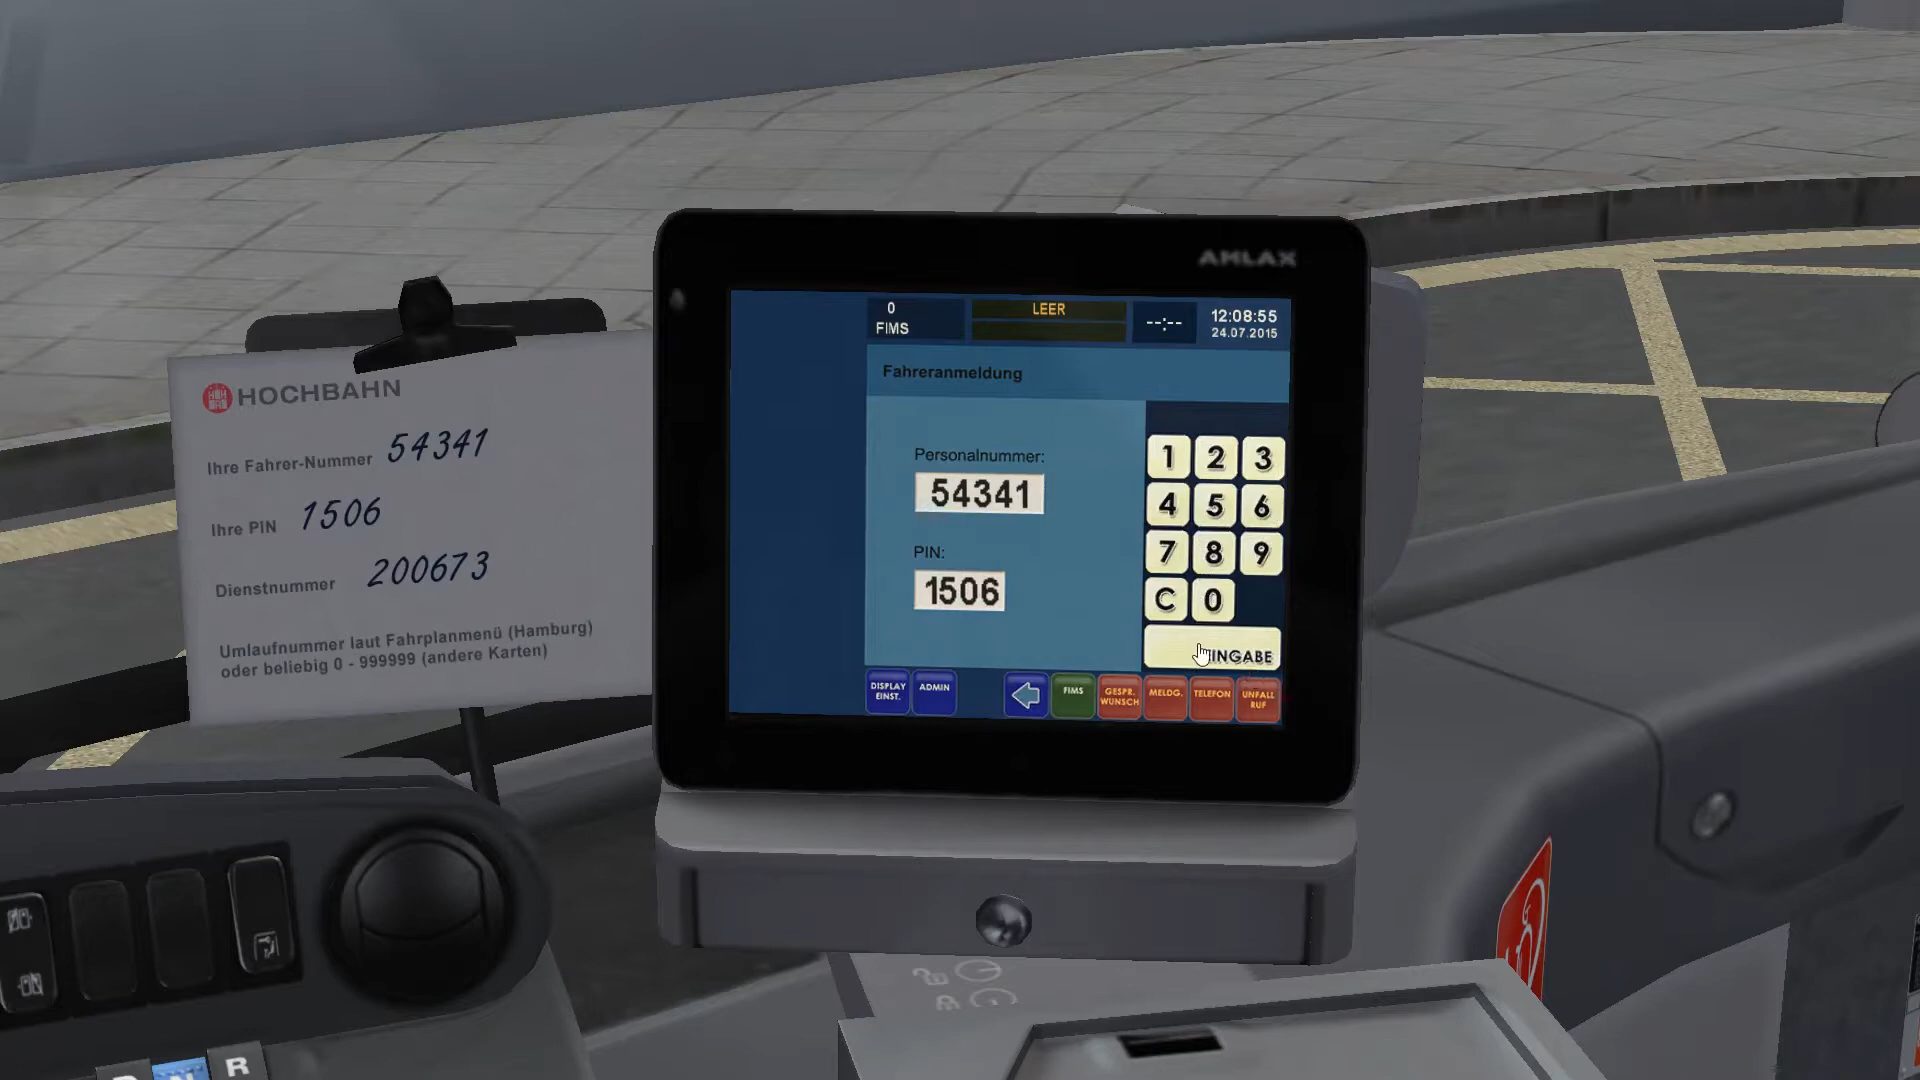 AMLAX
0
FIMS
LEER
--:--
12:08:55
24.07.2015
Fahreranmeldung
Personalnummer:
54341
PIN:
1506
1 2 3
4 5 6
7 8 9
C 0
INGABE
DISPLAY EINST.
ADMIN
FIMS
GESPR. WUNSCH
MELDG.
TELEFON
UNFALL RUF
HOCHBAHN
Ihre Fahrer-Nummer 54341
Ihre PIN 1506
Dienstnummer 200673
Umlaufnummer laut Fahrplanmenü (Hamburg)
oder beliebig 0 - 999999 (andere Karten)
R